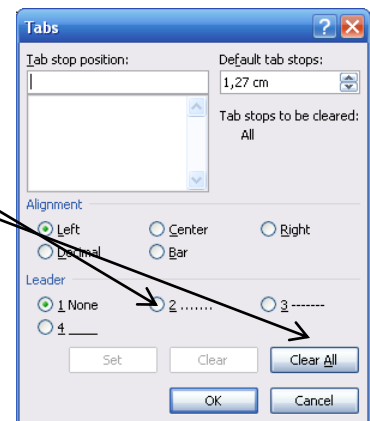 Tabs
Tab stop position: Default tab stops:
1,27 cm
Tab stops to be cleared:
All
Alignment
Left Center Right
Decimal Bar
Leader
1 None 2 ....... 3 -------
4 ____
Set Clear Clear All
OK Cancel